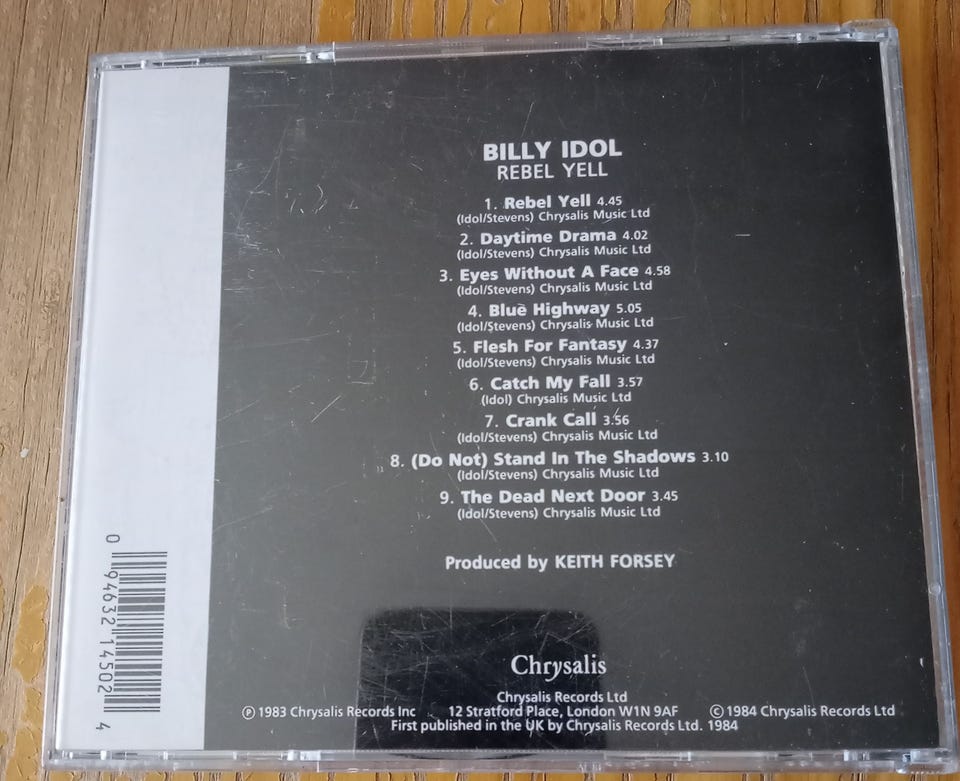 BILLY IDOL
REBEL YELL
1. Rebel Yell 4.45
(Idol/Stevens) Chrysalis Music Ltd
2. Daytime Drama 4.02
(Idol/Stevens) Chrysalis Music Ltd
3. Eyes Without A Face 4.58
(Idol/Stevens) Chrysalis Music Ltd
4. Blue Highway 5.05
(Idol/Stevens) Chrysalis Music Ltd
5. Flesh For Fantasy 4.37
(Idol/Stevens) Chrysalis Music Ltd
6. Catch My Fall 3.57
(Idol) Chrysalis Music Ltd
7. Crank Call 3.56
(Idol/Stevens) Chrysalis Music Ltd
8. (Do Not) Stand In The Shadows 3.10
(Idol/Stevens) Chrysalis Music Ltd
9. The Dead Next Door 3.45
(Idol/Stevens) Chrysalis Music Ltd
Produced by KEITH FORSEY
Chrysalis
Chrysalis Records Ltd
℗ 1983 Chrysalis Records Inc 12 Stratford Place, London W1N 9AF © 1984 Chrysalis Records Ltd
First published in the UK by Chrysalis Records Ltd. 1984
0 94632 14502 4